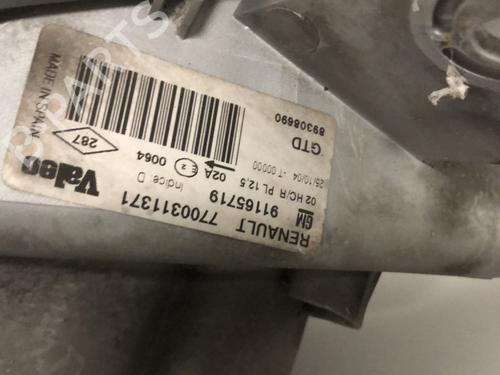 RENAULT 7700311371
GM 91165719
Indice: D
Valeo
02 HC/R PL 12,5
25/10/04 -T 00000
02A E2 0064
287
GTD
89308690
MADE IN SPAIN